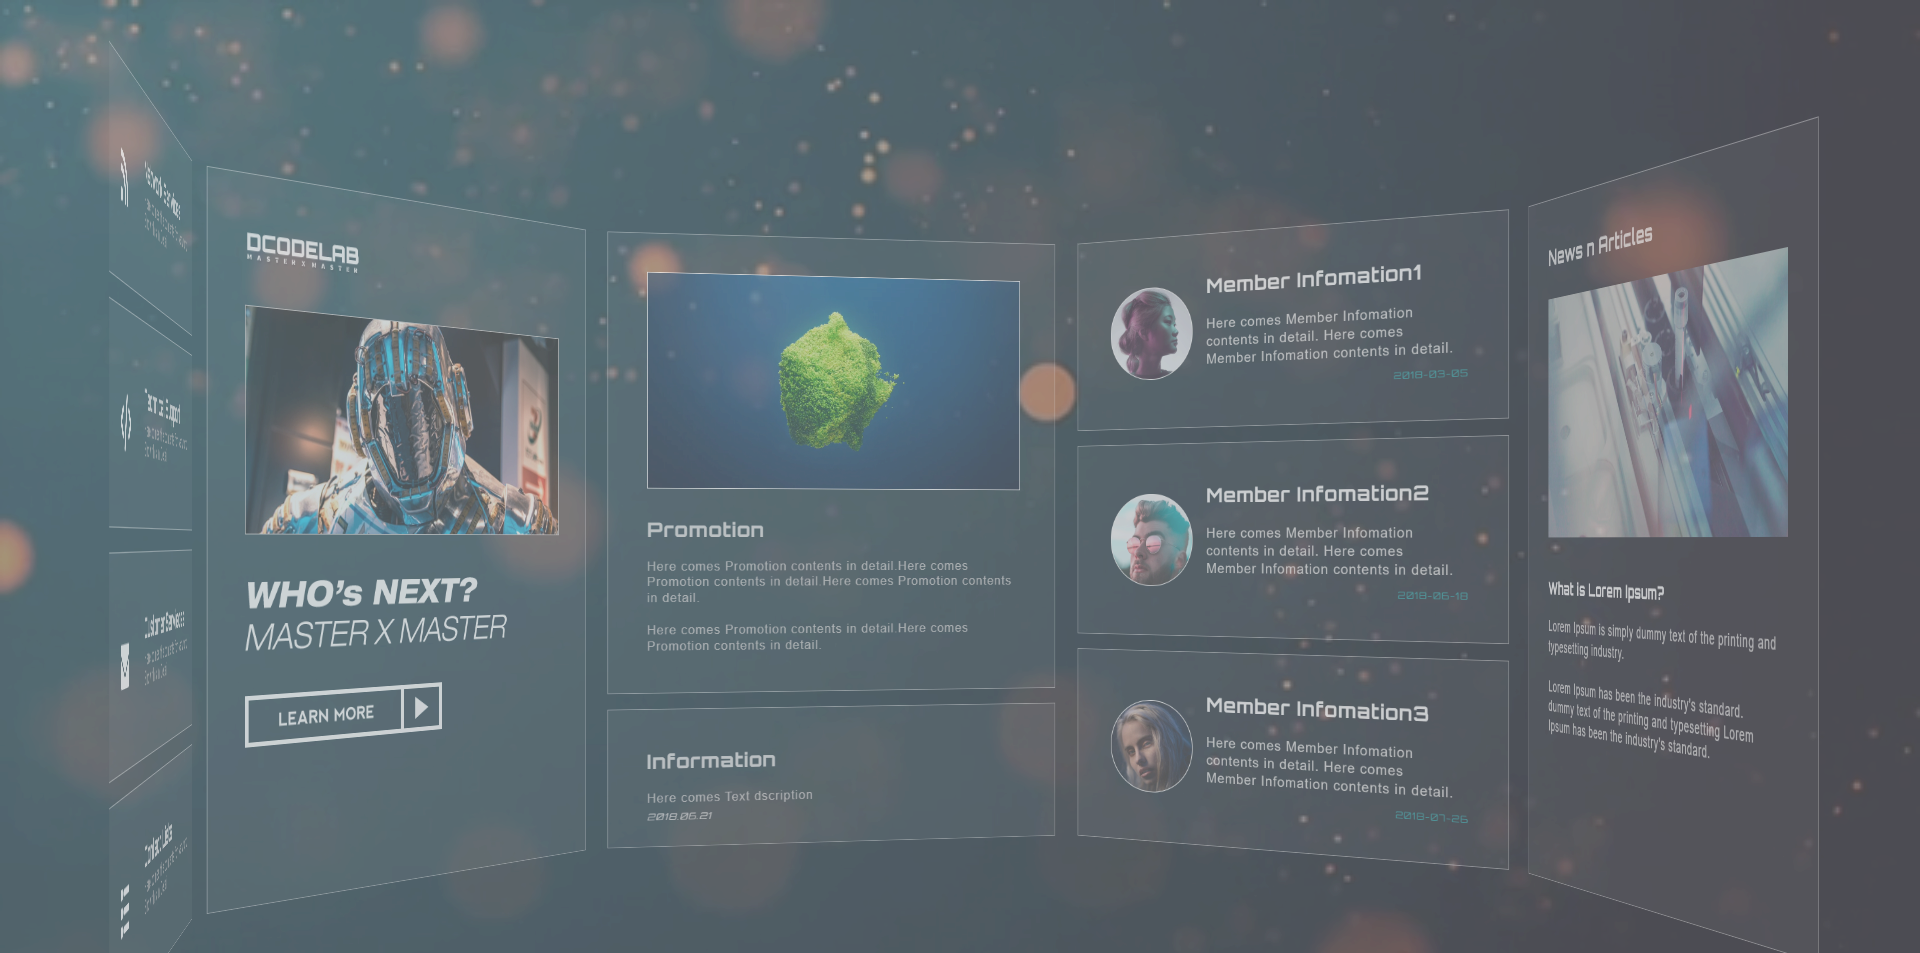 Network Services
Technical Support
Customer Services
DCODELAB
MASTER X MASTER
WHO's NEXT?
MASTER X MASTER
LEARN MORE
Promotion
Here comes Promotion contents in detail.Here comes
Promotion contents in detail.Here comes Promotion contents
in detail.
Here comes Promotion contents in detail.Here comes
Promotion contents in detail.
Information
Here comes Text dscription
2018.06.21
Member Infomation1
Here comes Member Infomation
contents in detail. Here comes
Member Infomation contents in detail.
2018-03-05
Member Infomation2
Here comes Member Infomation
contents in detail. Here comes
Member Infomation contents in detail.
2018-06-18
Member Infomation3
Here comes Member Infomation
contents in detail. Here comes
Member Infomation contents in detail.
2018-07-26
News n Articles
What is Lorem Ipsum?
Lorem Ipsum is simply dummy text of the printing and
typesetting industry.
Lorem Ipsum has been the industry's standard.
dummy text of the printing and typesetting Lorem
Ipsum has been the industry's standard.